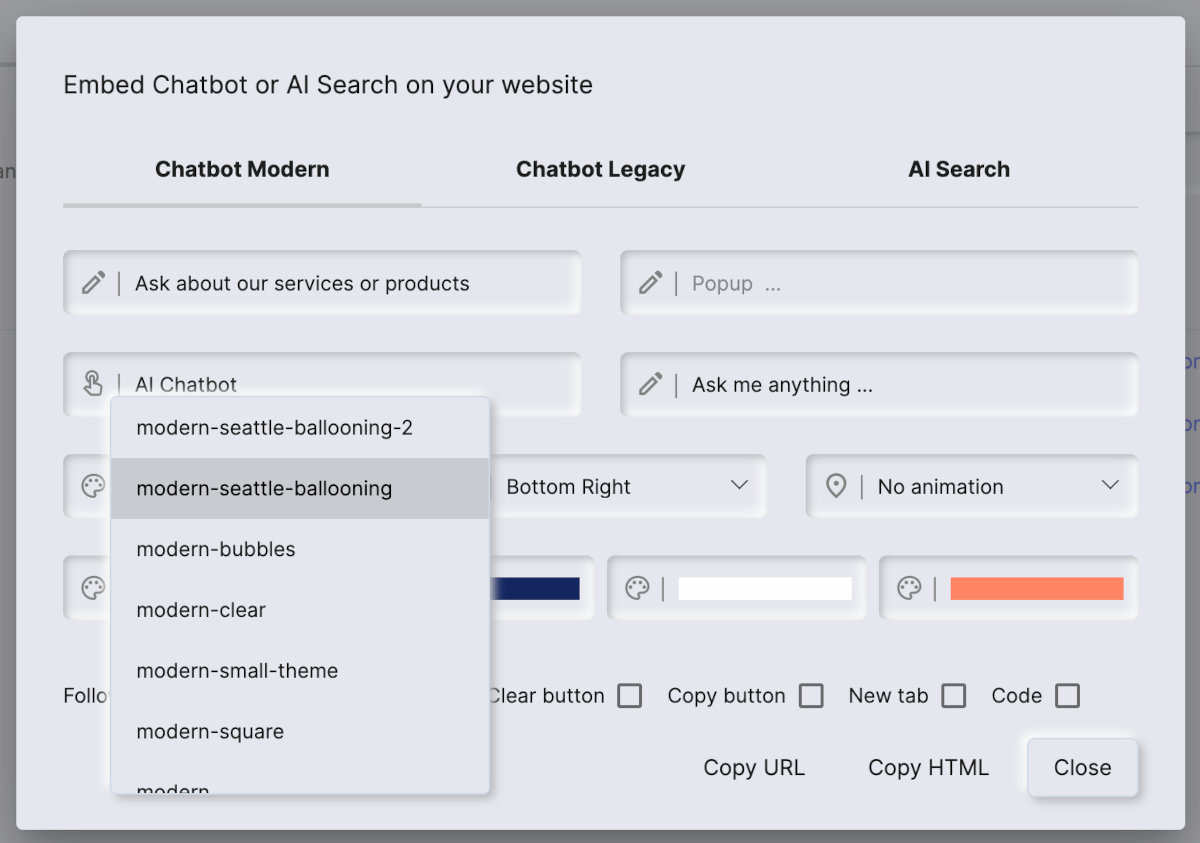 Embed Chatbot or AI Search on your website
Chatbot Modern
Chatbot Legacy
AI Search
Ask about our services or products
Popup ...
AI Chatbot
Ask me anything ...
modern-seattle-ballooning-2
modern-seattle-ballooning
modern-bubbles
modern-clear
modern-small-theme
modern-square
modern
Bottom Right
No animation
Clear button
Copy button
New tab
Code
Copy URL
Copy HTML
Close